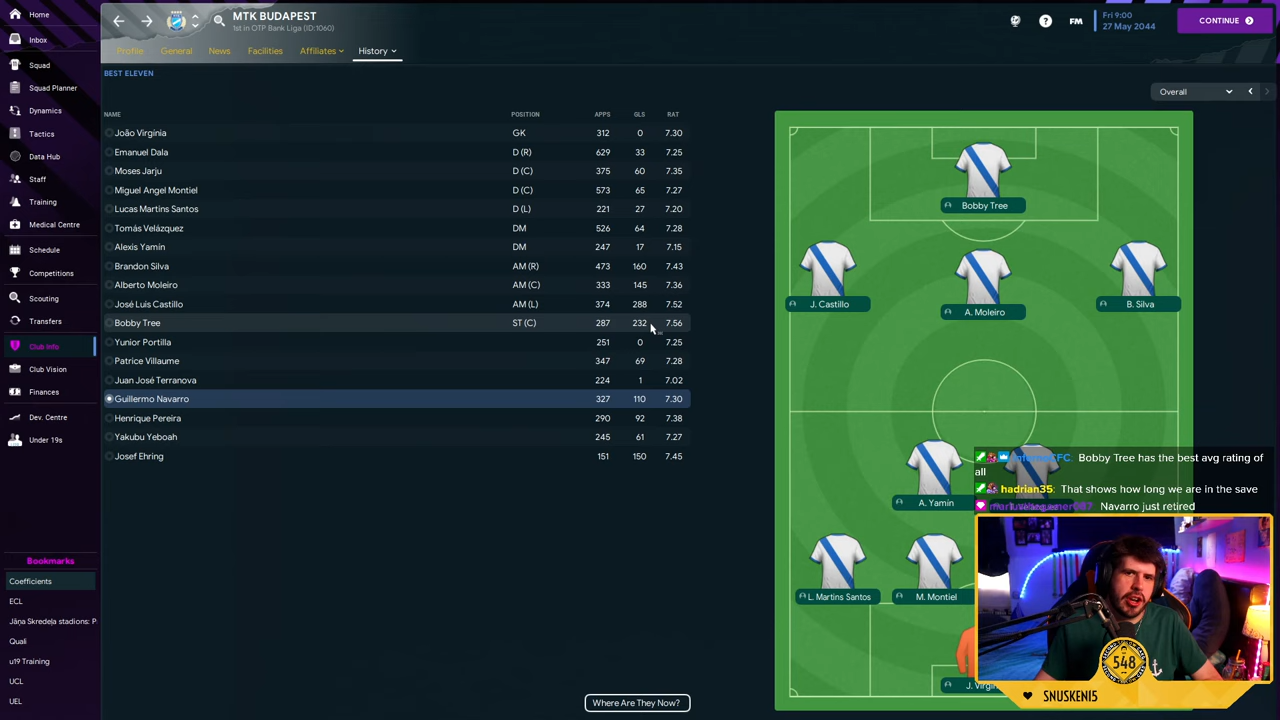 Home
MTK BUDAPEST
1st in OTP Bank Liga (ID:1060)
FM
Fri 9:00
27 May 2044
CONTINUE
Inbox
Squad
Squad Planner
Dynamics
Tactics
Data Hub
Staff
Training
Medical Centre
Schedule
Competitions
Scouting
Transfers
Club Info
Club Vision
Finances
Dev. Centre
Under 19s
Bookmarks
Coefficients
ECL
Jāņa Skredeļa stadions: P
Quali
u19 Training
UCL
UEL
Profile General News Facilities Affiliates History
BEST ELEVEN
Overall
NAME POSITION APPS GLS RAT
João Virgínia GK 312 0 7.30
Emanuel Dala D (R) 629 33 7.25
Moses Jarju D (C) 375 60 7.35
Miguel Angel Montiel D (C) 573 65 7.27
Lucas Martins Santos D (L) 221 27 7.20
Tomás Velázquez DM 526 64 7.28
Alexis Yamín DM 247 17 7.15
Brandon Silva AM (R) 473 160 7.43
Alberto Moleiro AM (C) 333 145 7.36
José Luis Castillo AM (L) 374 288 7.52
Bobby Tree ST (C) 287 232 7.56
Yunior Portilla 251 0 7.25
Patrice Villaume 347 69 7.28
Juan José Terranova 224 1 7.02
Guillermo Navarro 327 110 7.30
Henrique Pereira 290 92 7.38
Yakubu Yeboah 245 61 7.27
Josef Ehring 151 150 7.45
Where Are They Now?
Bobby Tree
J. Castillo
A. Moleiro
B. Silva
A. Yamín
L. Martins Santos
M. Montiel
Bobby Tree has the best avg rating of
all
hadrian35: That shows how long we are in the save
Navarro just retired
548
SNUSKENI5